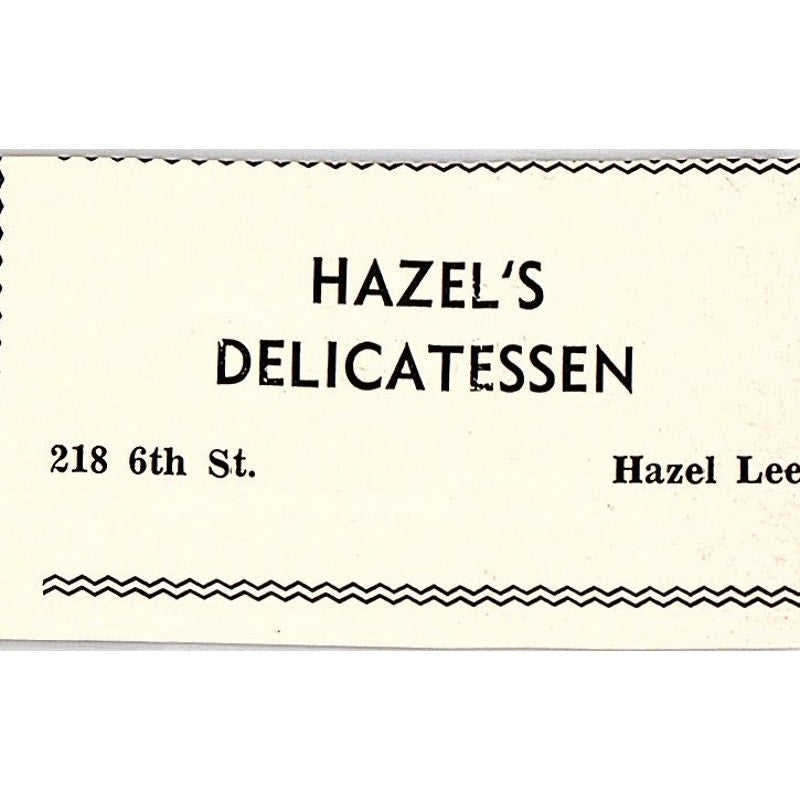 HAZEL'S
DELICATESSEN
218 6th St. Hazel Lee